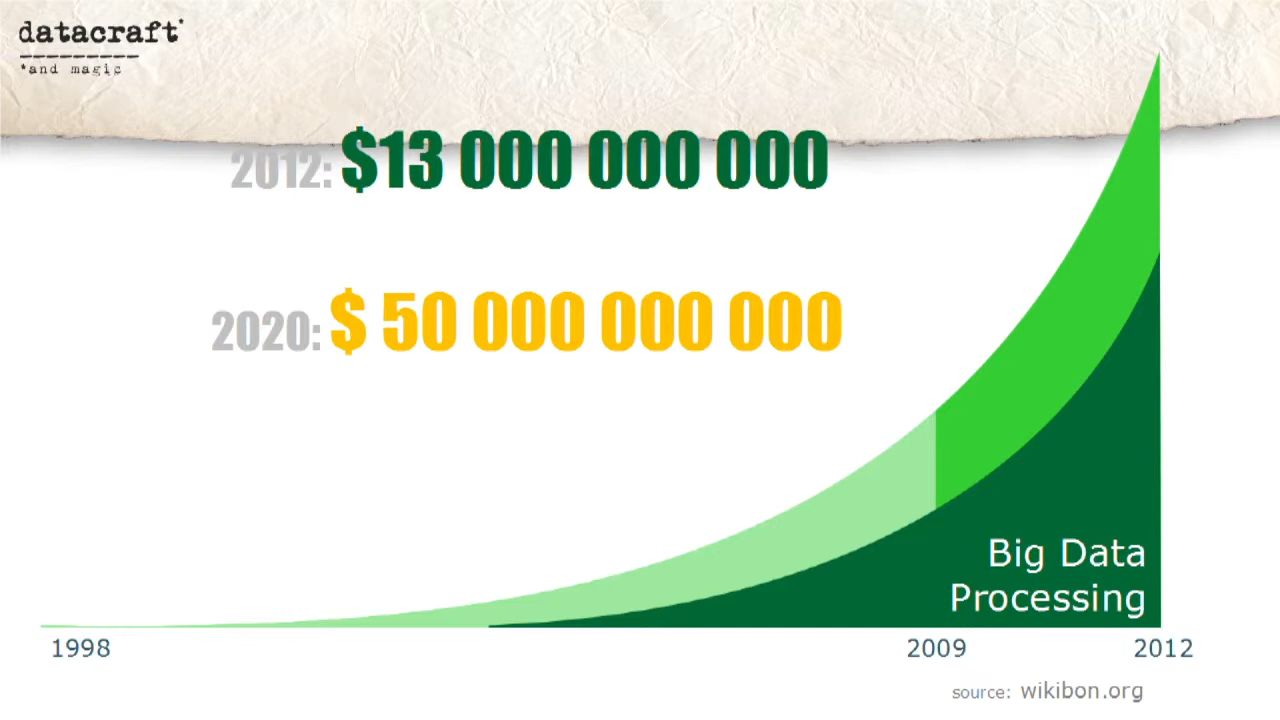 datacraft*
*and magic
2012: $13 000 000 000
2020: $ 50 000 000 000
Big Data
Processing
1998
2009
2012
source: wikibon.org